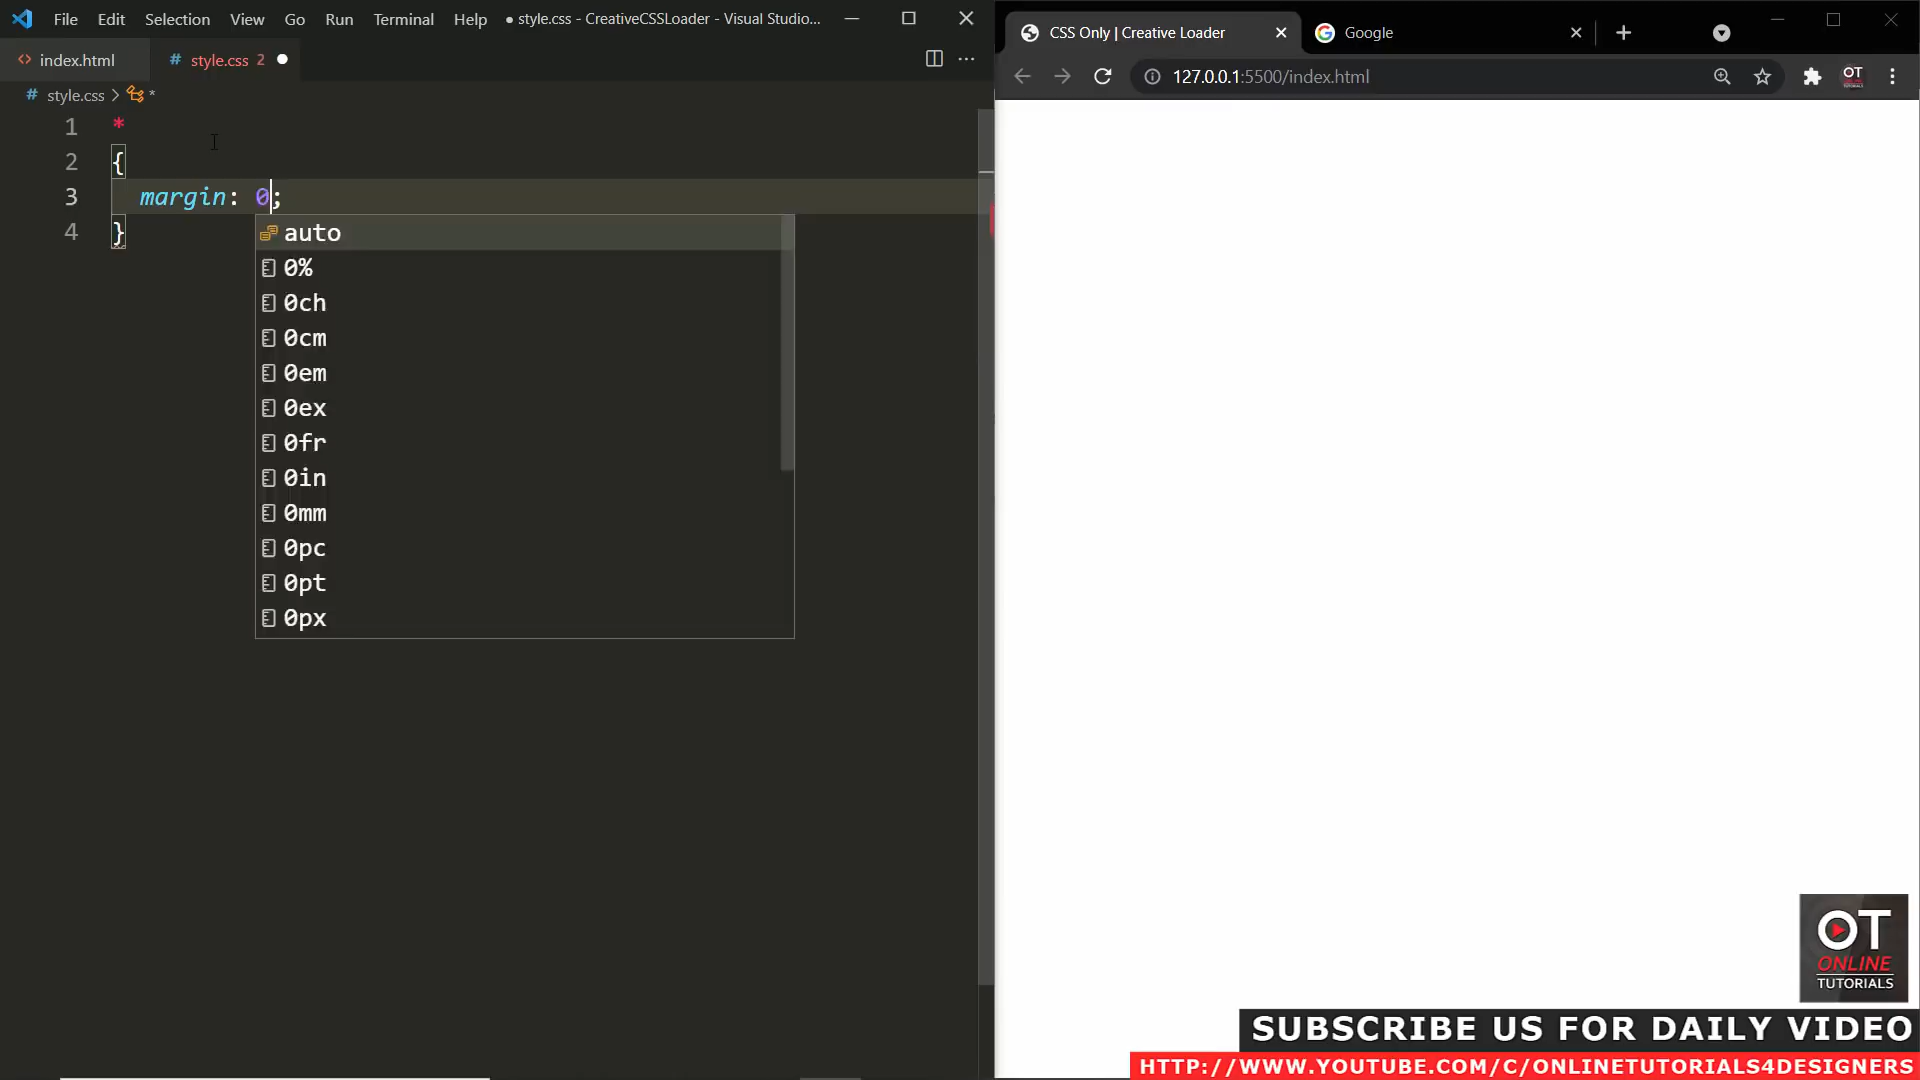 File Edit Selection View Go Run Terminal Help ● style.css - CreativeCSSLoader - Visual Studio...
index.html # style.css 2 ●
# style.css > *
1 *
2 {
3 margin: 0;
4 }
auto
0%
0ch
0cm
0em
0ex
0fr
0in
0mm
0pc
0pt
0px
CSS Only | Creative Loader Google
127.0.0.1:5500/index.html
OT
ONLINE
TUTORIALS
SUBSCRIBE US FOR DAILY VIDEO
HTTP://WWW.YOUTUBE.COM/C/ONLINETUTORIALS4DESIGNERS